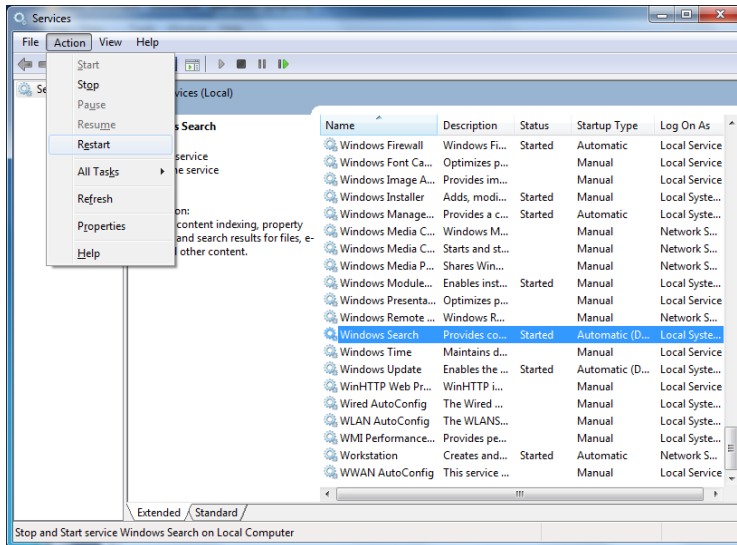 Services
File Action View Help
Start
Stop
Pause
Resume
Restart
All Tasks
Refresh
Properties
Help
Se
vices (Local)
s Search
service
e service
on:
content indexing, property
and search results for files, e-
other content.
Name Description Status Startup Type Log On As
Windows Firewall Windows Fi... Started Automatic Local Service
Windows Font Ca... Optimizes p... Manual Local Service
Windows Image A... Provides im... Manual Local Service
Windows Installer Adds, modi... Started Manual Local Syste...
Windows Manage... Provides a c... Started Automatic Local Syste...
Windows Media C... Windows M... Manual Network S...
Windows Media C... Starts and st... Manual Network S...
Windows Media P... Shares Win... Manual Network S...
Windows Module... Enables inst... Started Manual Local Syste...
Windows Presenta... Optimizes p... Manual Local Service
Windows Remote ... Windows R... Manual Network S...
Windows Search Provides co... Started Automatic (D... Local Syste...
Windows Time Maintains d... Manual Local Service
Windows Update Enables the ... Started Automatic (D... Local Syste...
WinHTTP Web Pr... WinHTTP i... Manual Local Service
Wired AutoConfig The Wired ... Manual Local Syste...
WLAN AutoConfig The WLANS... Manual Local Syste...
WMI Performance... Provides pe... Manual Local Syste...
Workstation Creates and... Started Automatic Network S...
WWAN AutoConfig This service ... Manual Local Service
Extended Standard
Stop and Start service Windows Search on Local Computer